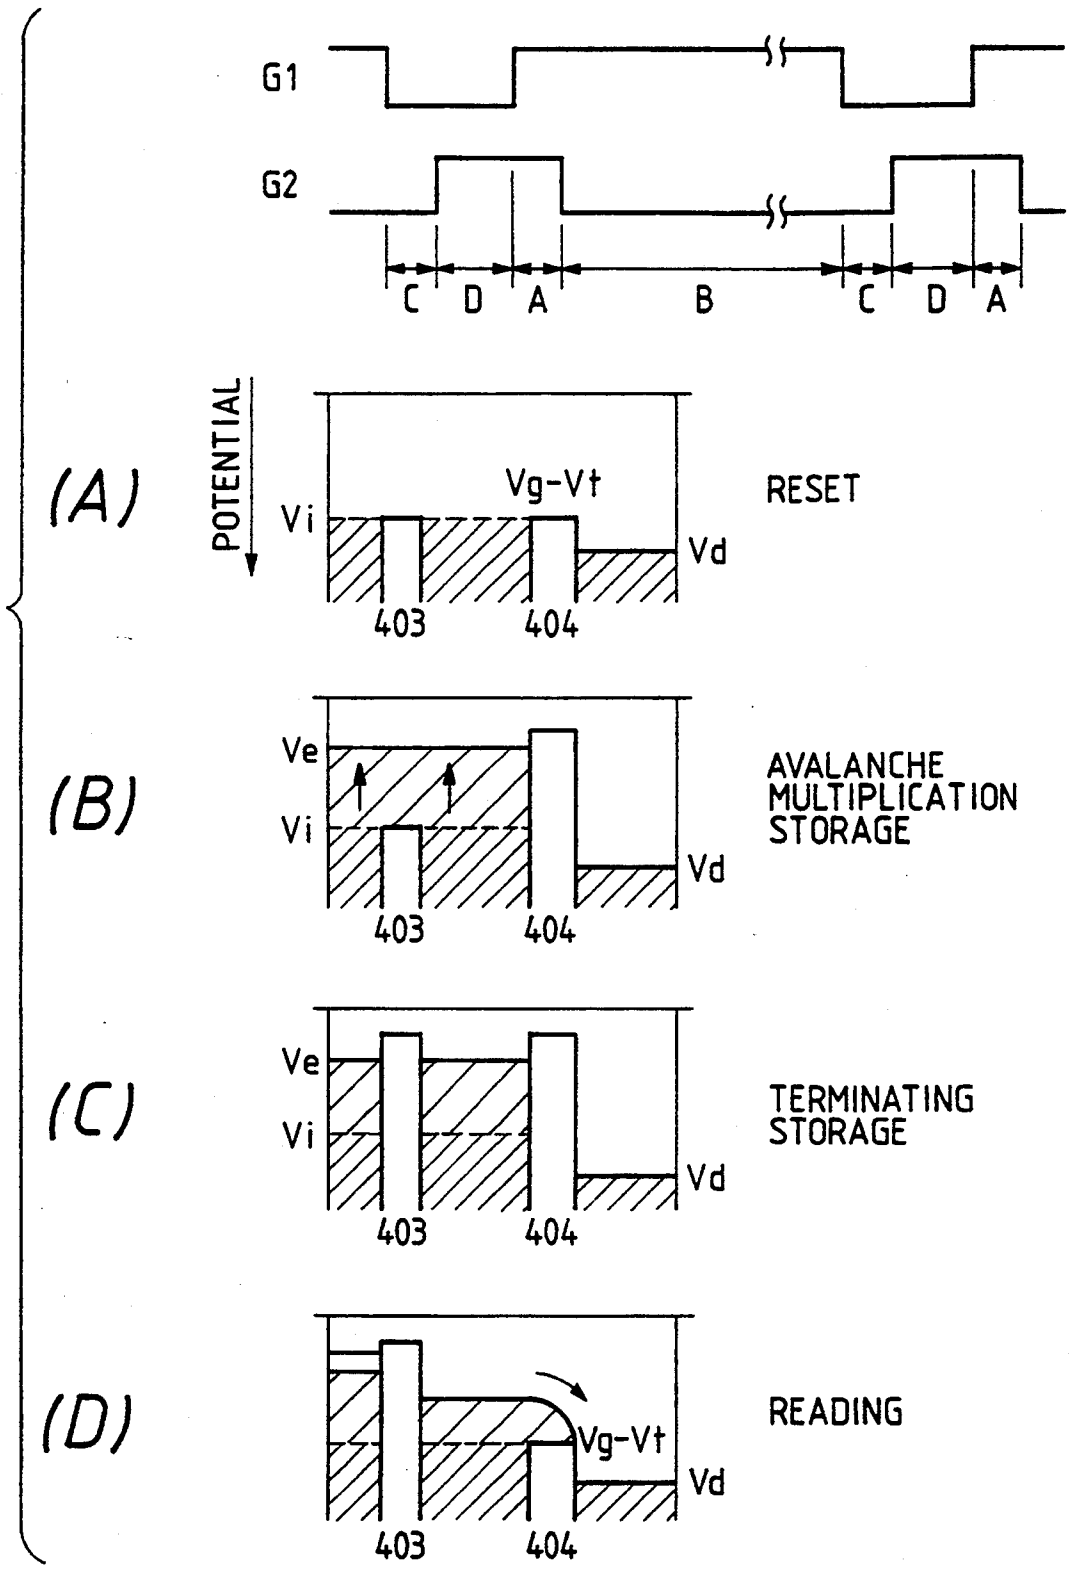 G1
G2
C D A B C D A
(A)
POTENTIAL
Vg-Vt
Vi
Vd
403 404
RESET
(B)
Ve
Vi
Vd
403 404
AVALANCHE
MULTIPLICATION
STORAGE
(C)
Ve
Vi
Vd
403 404
TERMINATING
STORAGE
(D)
Vg-Vt
Vd
403 404
READING